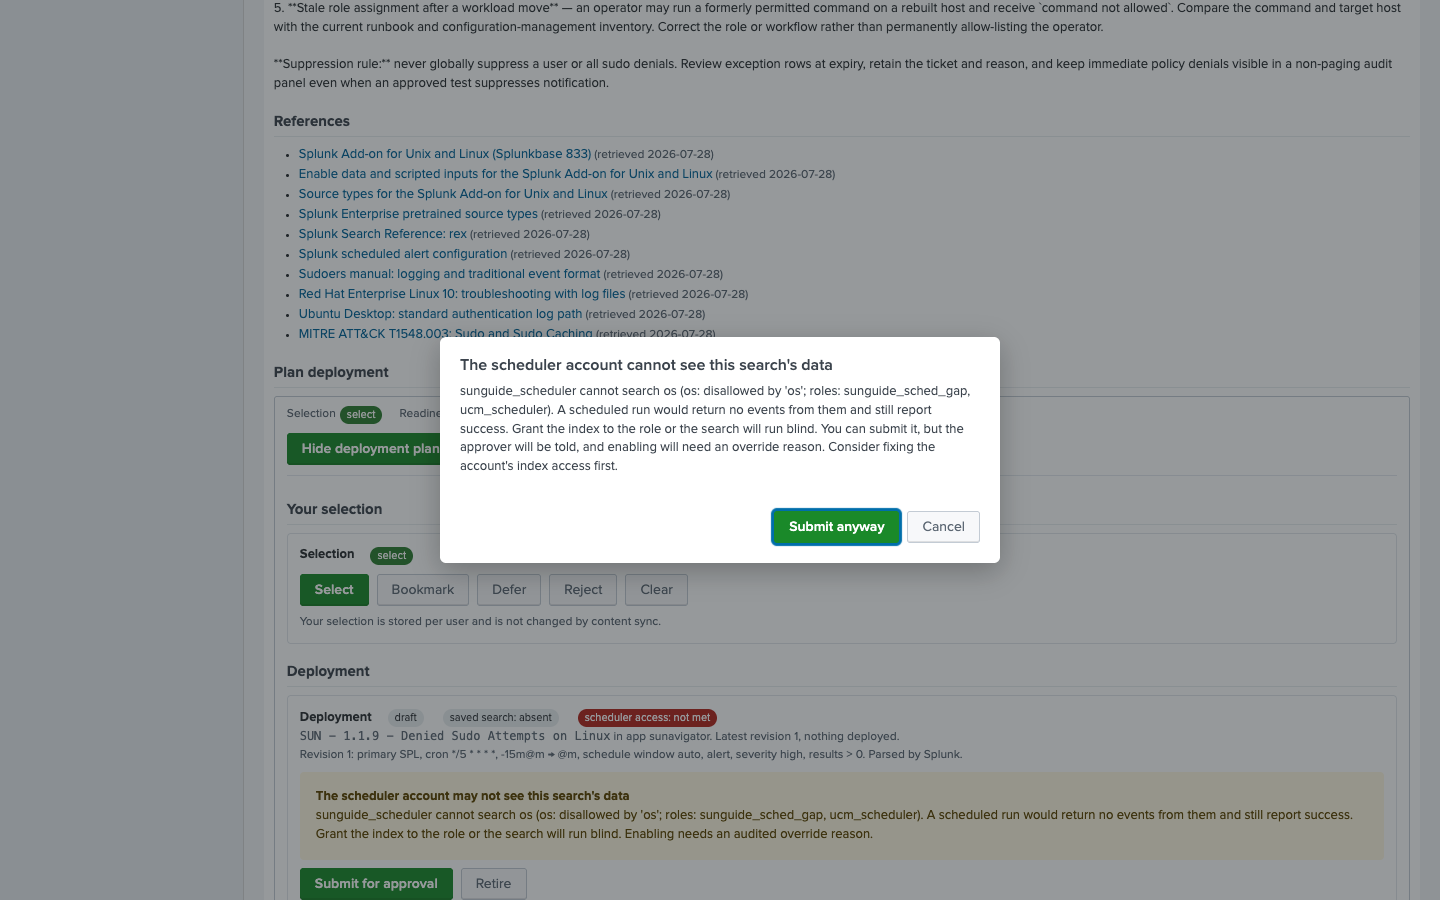 5. **Stale role assignment after a workload move** — an operator may run a formerly permitted command on a rebuilt host and receive `command not allowed`. Compare the command and target host
with the current runbook and configuration-management inventory. Correct the role or workflow rather than permanently allow-listing the operator.
**Suppression rule:** never globally suppress a user or all sudo denials. Review exception rows at expiry, retain the ticket and reason, and keep immediate policy denials visible in a non-paging audit
panel even when an approved test suppresses notification.
References
• Splunk Add-on for Unix and Linux (Splunkbase 833) (retrieved 2026-07-28)
• Enable data and scripted inputs for the Splunk Add-on for Unix and Linux (retrieved 2026-07-28)
• Source types for the Splunk Add-on for Unix and Linux (retrieved 2026-07-28)
• Splunk Enterprise pretrained source types (retrieved 2026-07-28)
• Splunk Search Reference: rex (retrieved 2026-07-28)
• Splunk scheduled alert configuration (retrieved 2026-07-28)
• Sudoers manual: logging and traditional event format (retrieved 2026-07-28)
• Red Hat Enterprise Linux 10: troubleshooting with log files (retrieved 2026-07-28)
• Ubuntu Desktop: standard authentication log path (retrieved 2026-07-28)
• MITRE ATT&CK T1548.003: Sudo and Sudo Caching (retrieved 2026-07-28)
Plan deployment
Selection select Readine
Hide deployment plan
The scheduler account cannot see this search's data
sunguide_scheduler cannot search os (os: disallowed by 'os'; roles: sunguide_sched_gap,
ucm_scheduler). A scheduled run would return no events from them and still report
success. Grant the index to the role or the search will run blind. You can submit it, but the
approver will be told, and enabling will need an override reason. Consider fixing the
account's index access first.
Submit anyway Cancel
Your selection
Selection select
Select Bookmark Defer Reject Clear
Your selection is stored per user and is not changed by content sync.
Deployment
Deployment draft saved search: absent scheduler access: not met
SUN - 1.1.9 - Denied Sudo Attempts on Linux in app sunavigator. Latest revision 1, nothing deployed.
Revision 1: primary SPL, cron */5 * * * *, -15m@m → @m, schedule window auto, alert, severity high, results > 0. Parsed by Splunk.
The scheduler account may not see this search's data
sunguide_scheduler cannot search os (os: disallowed by 'os'; roles: sunguide_sched_gap, ucm_scheduler). A scheduled run would return no events from them and still report success.
Grant the index to the role or the search will run blind. Enabling needs an audited override reason.
Submit for approval Retire